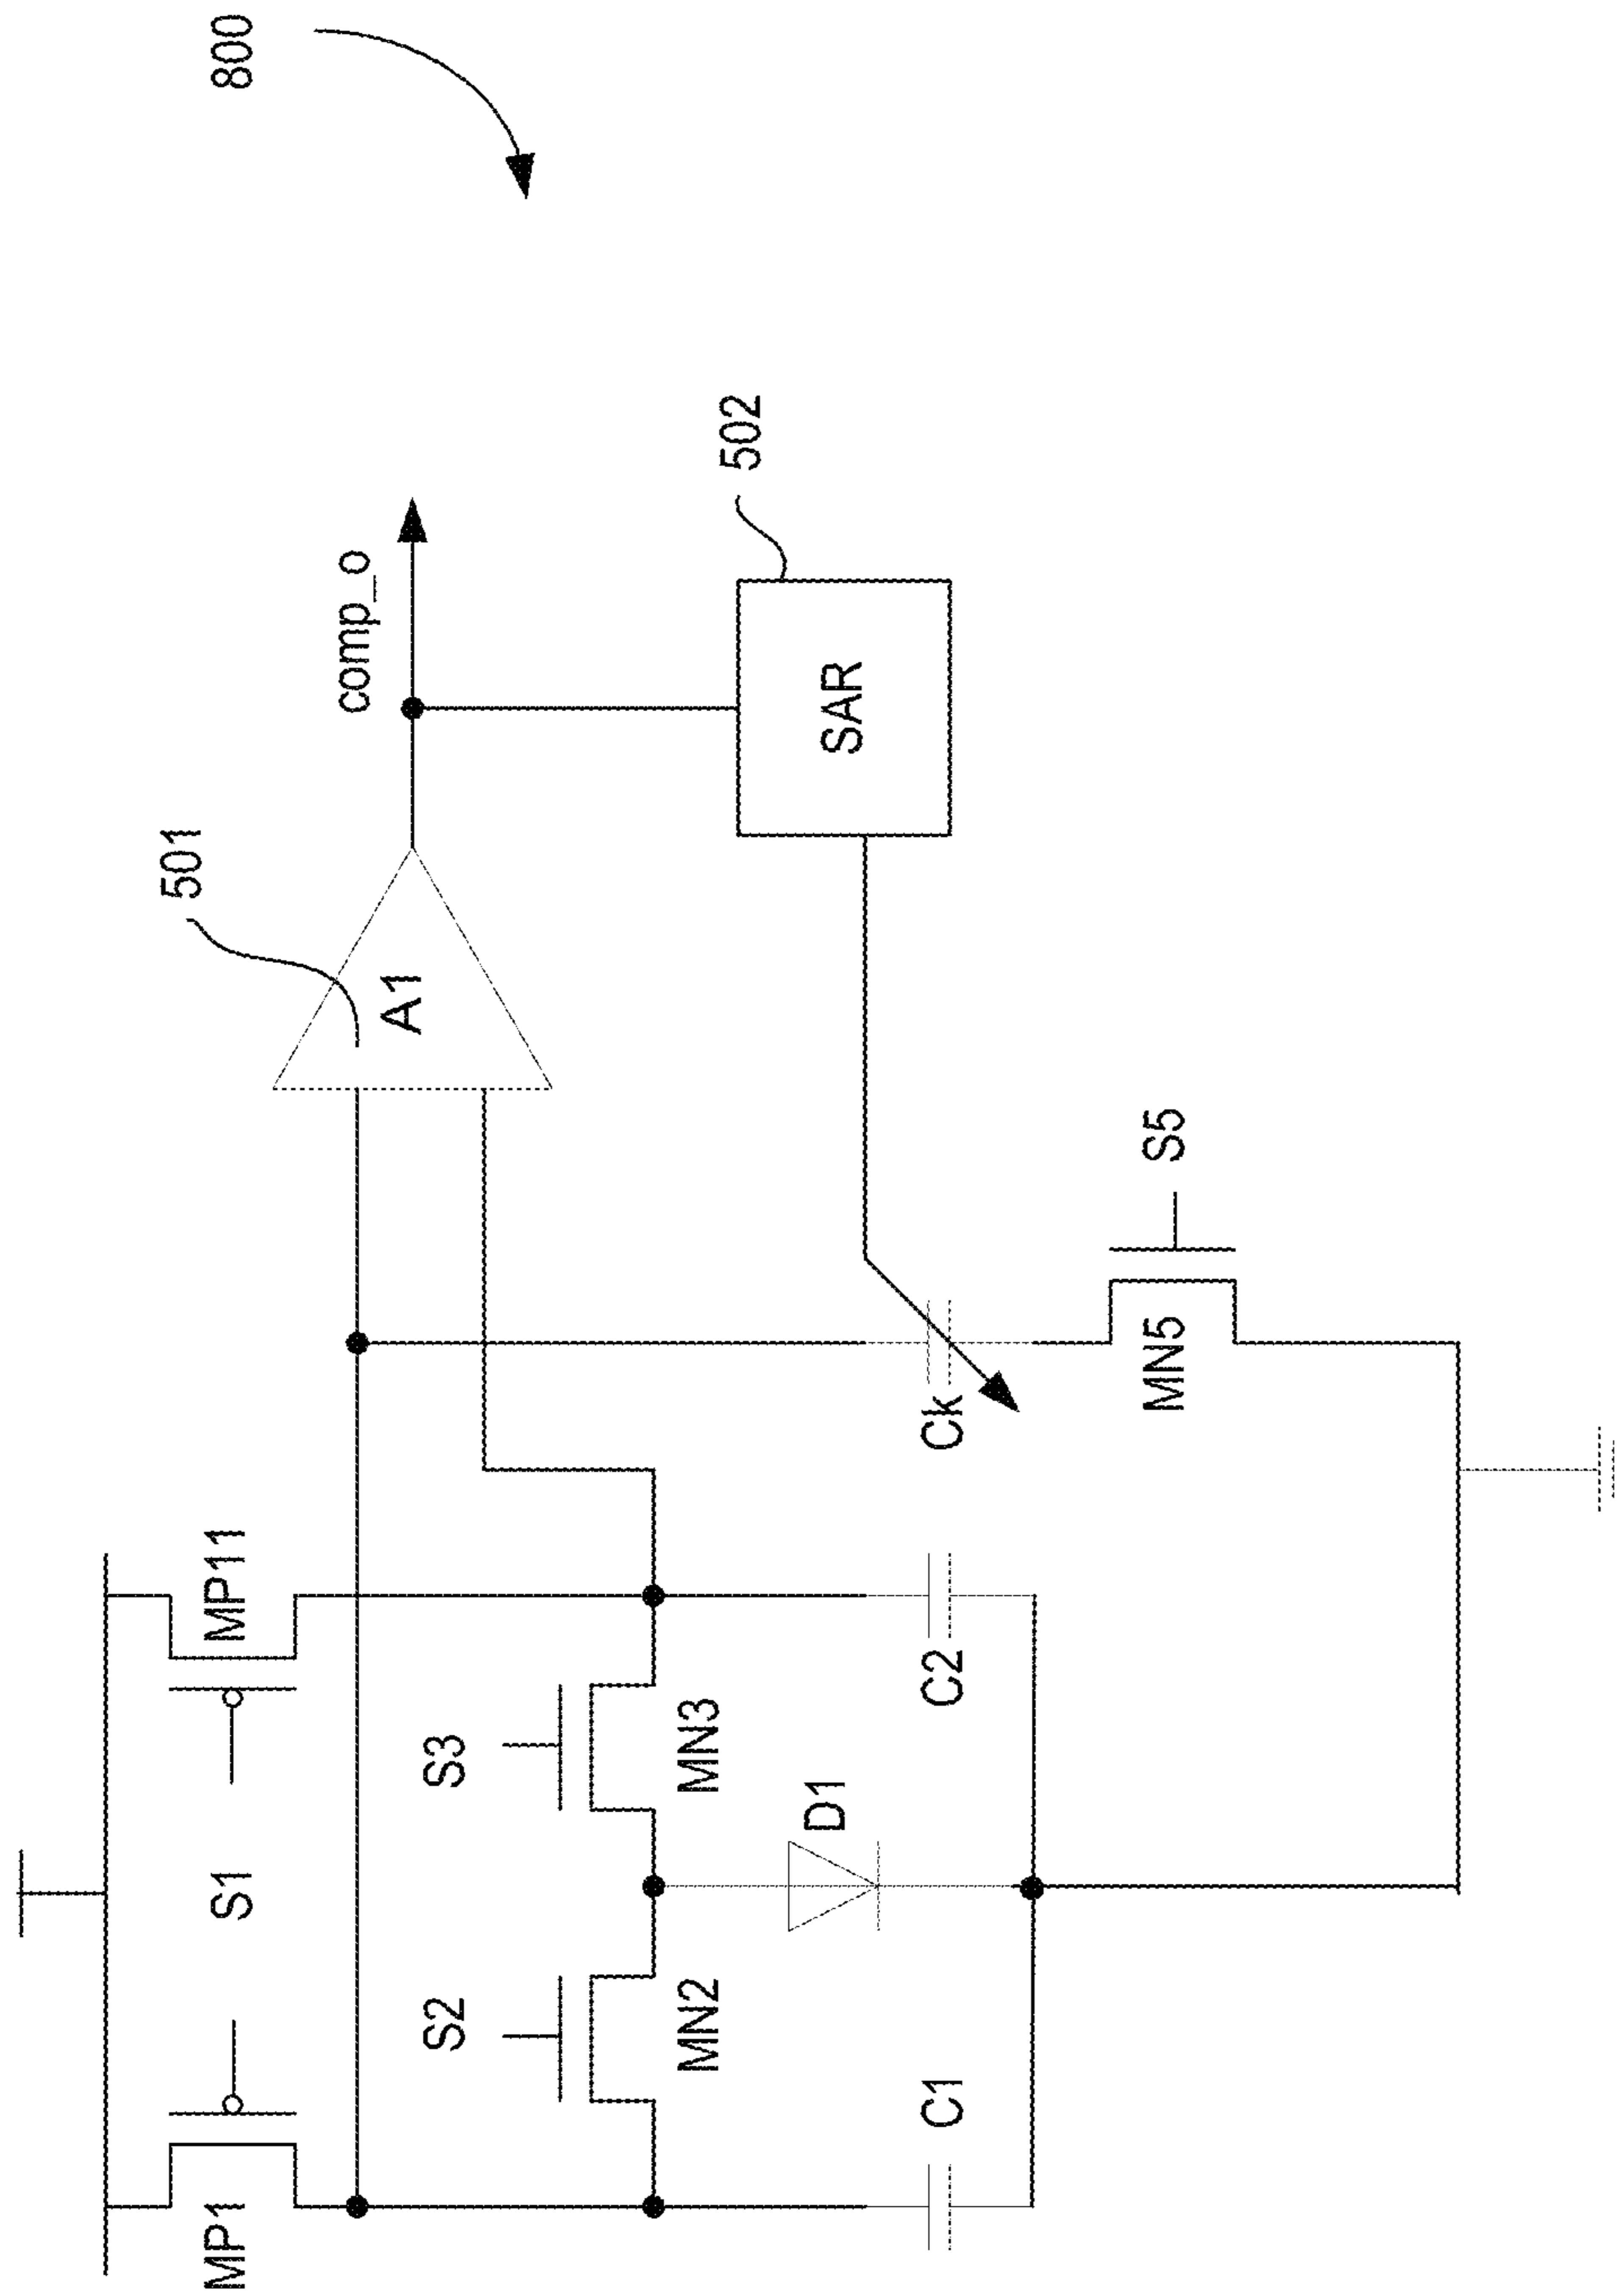 800
501
comp_o
A1
502
SAR
MP1
S1
MP11
S2
S3
MN2
MN3
D1
C1
C2
Ck
MN5
S5